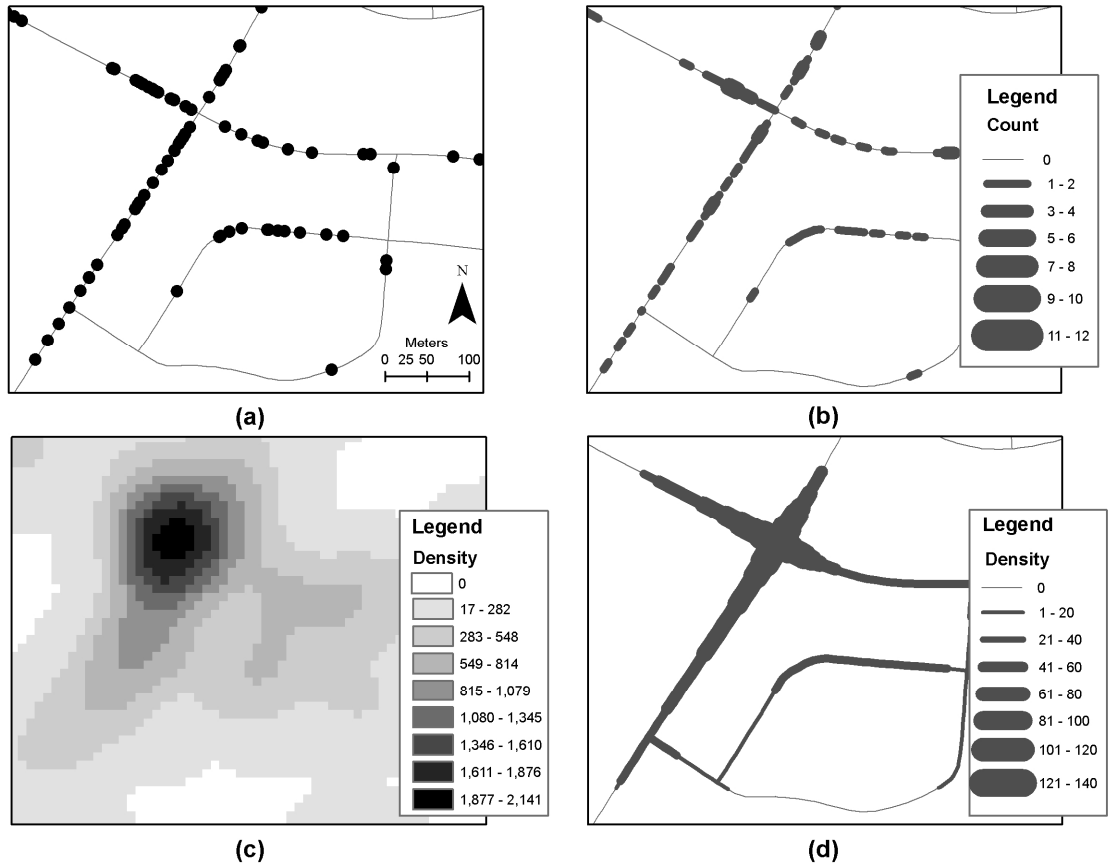 N
Meters
0 25 50 100
(a)
Legend
Count
0
1 - 2
3 - 4
5 - 6
7 - 8
9 - 10
11 - 12
(b)
Legend
Density
0
17 - 282
283 - 548
549 - 814
815 - 1,079
1,080 - 1,345
1,346 - 1,610
1,611 - 1,876
1,877 - 2,141
(c)
Legend
Density
0
1 - 20
21 - 40
41 - 60
61 - 80
81 - 100
101 - 120
121 - 140
(d)